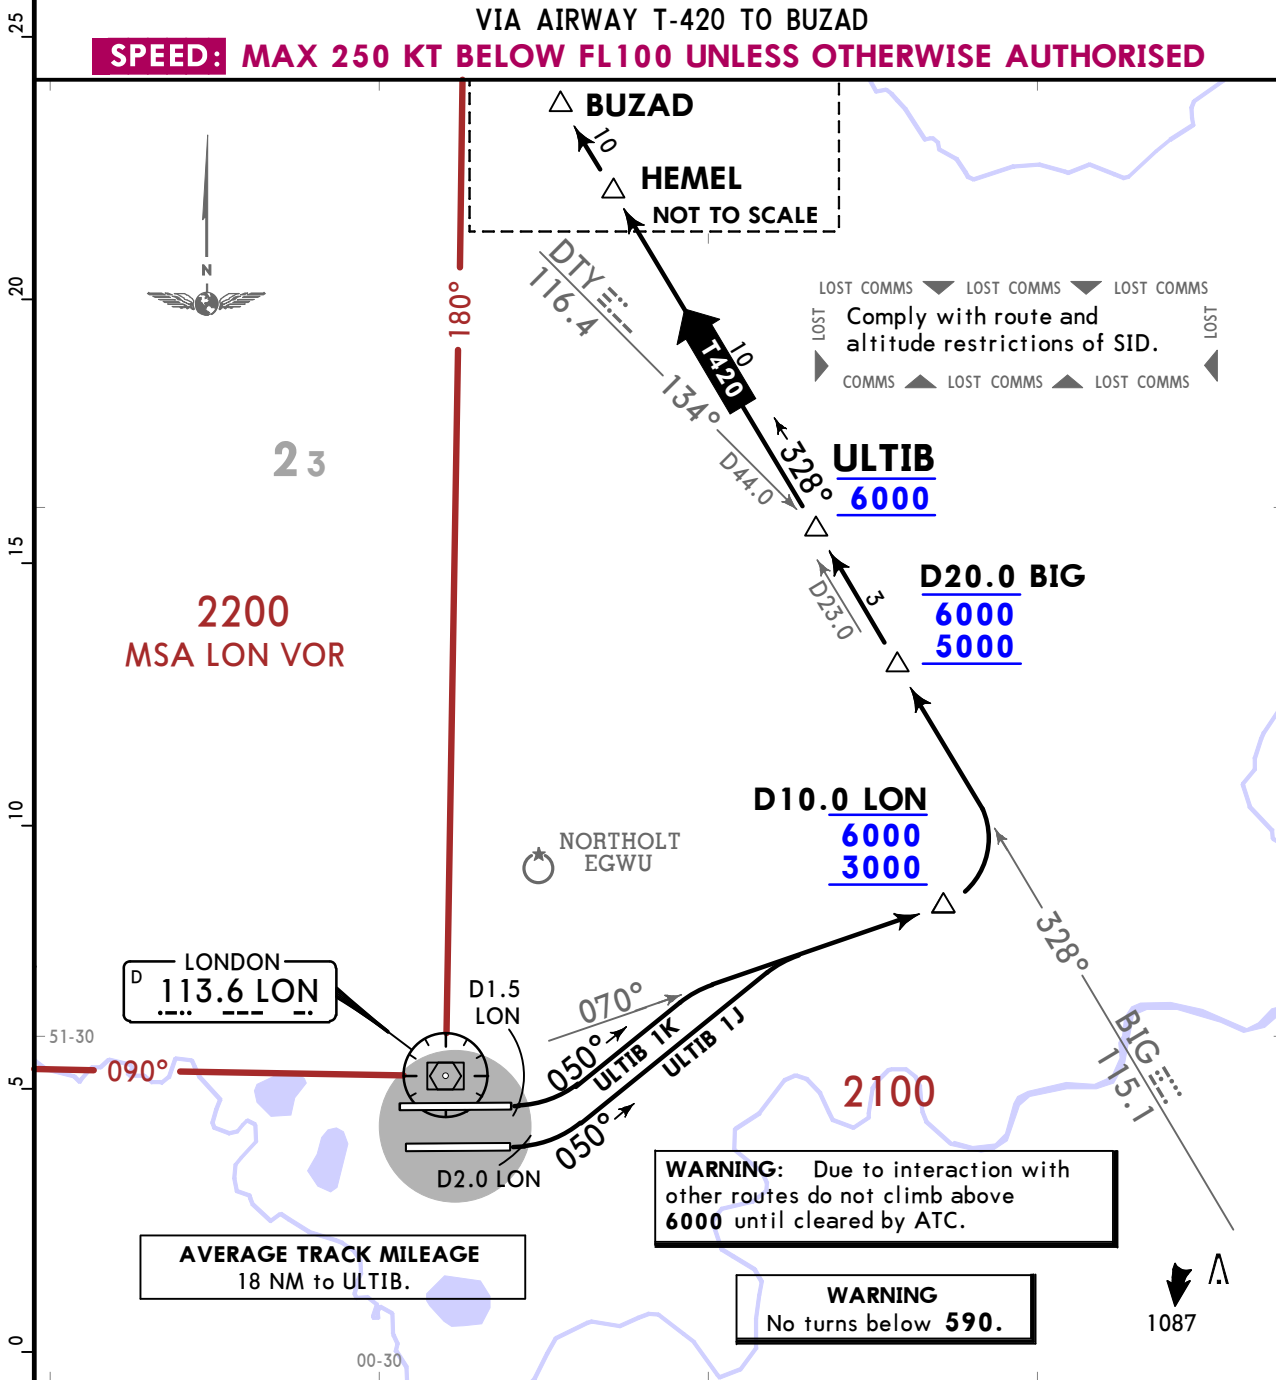 VIA AIRWAY T-420 TO BUZAD
SPEED: MAX 250 KT BELOW FL100 UNLESS OTHERWISE AUTHORISED
25
BUZAD
10
HEMEL
NOT TO SCALE
N
DTY
116.4
180°
20
LOST COMMS LOST COMMS LOST COMMS
LOST
Comply with route and
altitude restrictions of SID.
LOST
COMMS LOST COMMS LOST COMMS
T420
10
134°
D44.0
328°
ULTIB
6000
23
15
D23.0
3
D20.0 BIG
6000
5000
2200
MSA LON VOR
D10.0 LON
6000
3000
10
NORTHOLT
EGWU
328°
LONDON
D 113.6 LON
D1.5
LON
070°
050°
ULTIB 1K
ULTIB 1J
050°
BIG
115.1
51-30
090°
5
2100
D2.0 LON
WARNING: Due to interaction with
other routes do not climb above
6000 until cleared by ATC.
AVERAGE TRACK MILEAGE
18 NM to ULTIB.
WARNING
No turns below 590.
1087
0
00-30